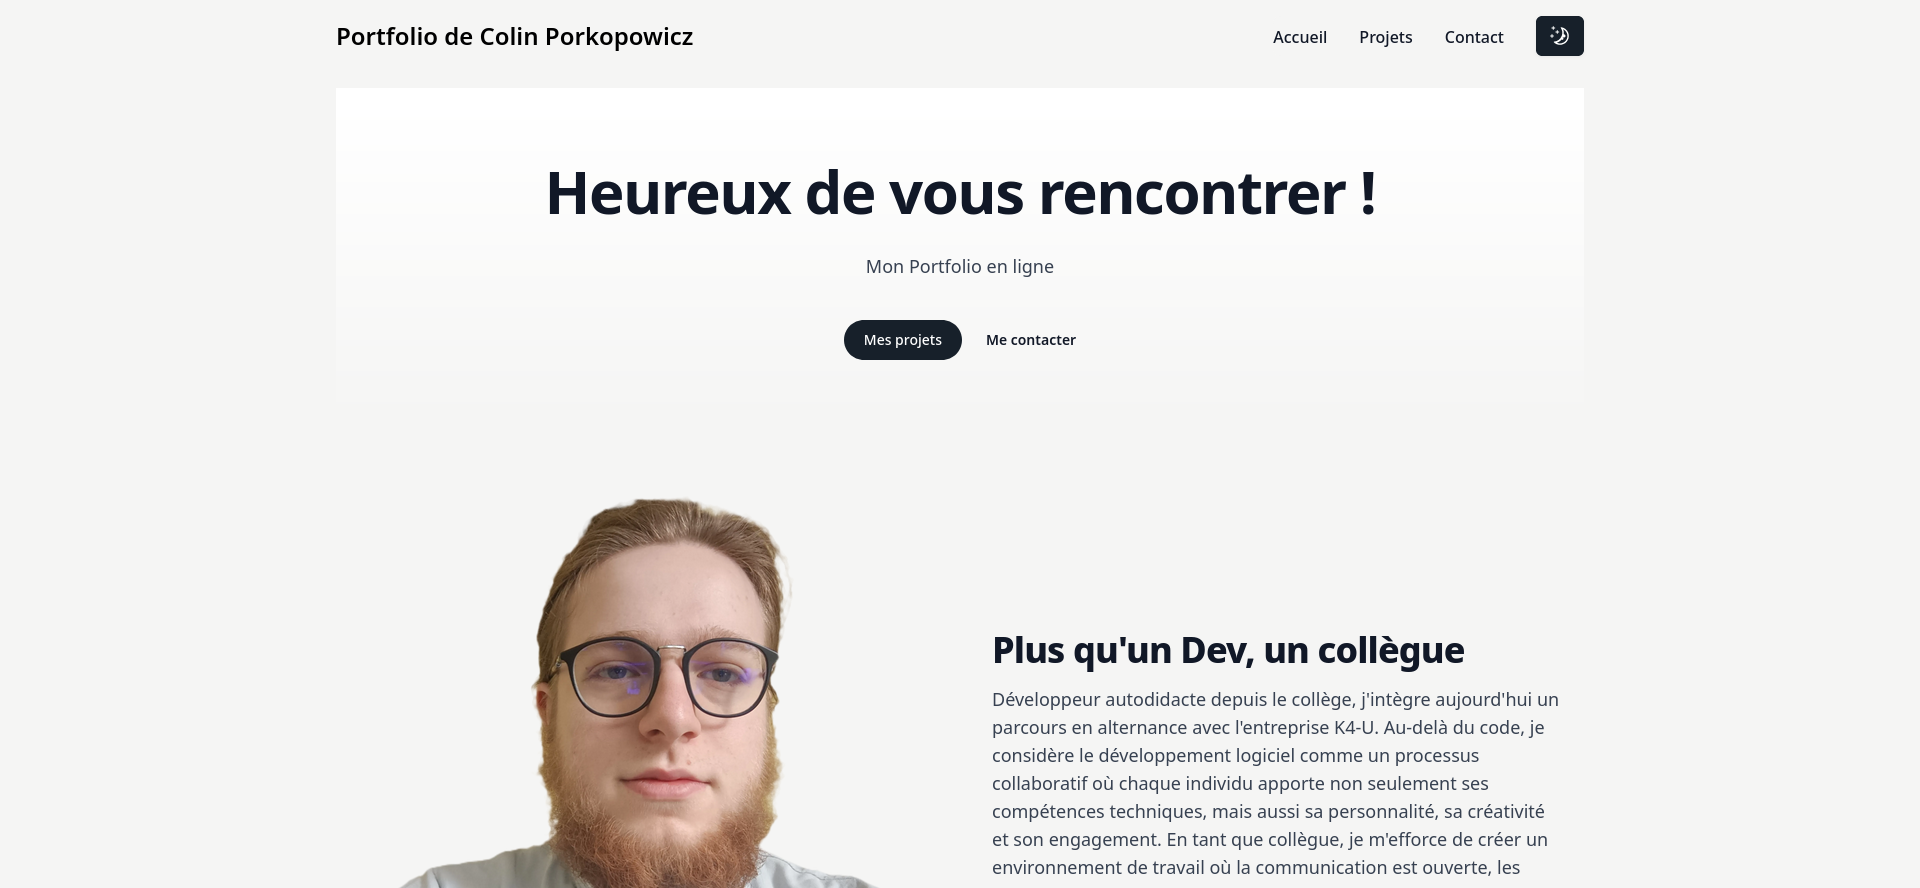 Portfolio de Colin Porkopowicz
Accueil
Projets
Contact
Heureux de vous rencontrer !
Mon Portfolio en ligne
Mes projets
Me contacter
Plus qu'un Dev, un collègue
Développeur autodidacte depuis le collège, j'intègre aujourd'hui un
parcours en alternance avec l'entreprise K4-U. Au-delà du code, je
considère le développement logiciel comme un processus
collaboratif où chaque individu apporte non seulement ses
compétences techniques, mais aussi sa personnalité, sa créativité
et son engagement. En tant que collègue, je m'efforce de créer un
environnement de travail où la communication est ouverte, les